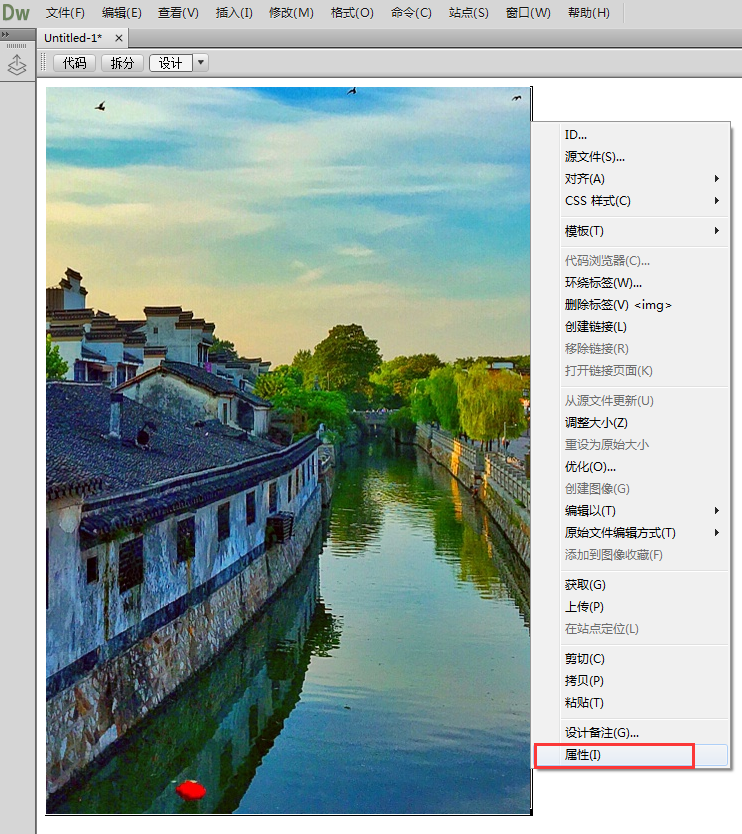 Dw 文件(F) 编辑(E) 查看(V) 插入(I) 修改(M) 格式(O) 命令(C) 站点(S) 窗口(W) 帮助(H)
Untitled-1* ×
代码 拆分 设计
ID...
源文件(S)...
对齐(A)
CSS 样式(C)
模板(T)
代码浏览器(C)...
环绕标签(W)...
删除标签(V) <img>
创建链接(L)
移除链接(R)
打开链接页面(K)
从源文件更新(U)
调整大小(Z)
重设为原始大小
优化(O)...
创建图像(G)
编辑以(T)
原始文件编辑方式(T)
添加到图像收藏(F)
获取(G)
上传(P)
在站点定位(L)
剪切(C)
拷贝(P)
粘贴(T)
设计备注(G)...
属性(I)